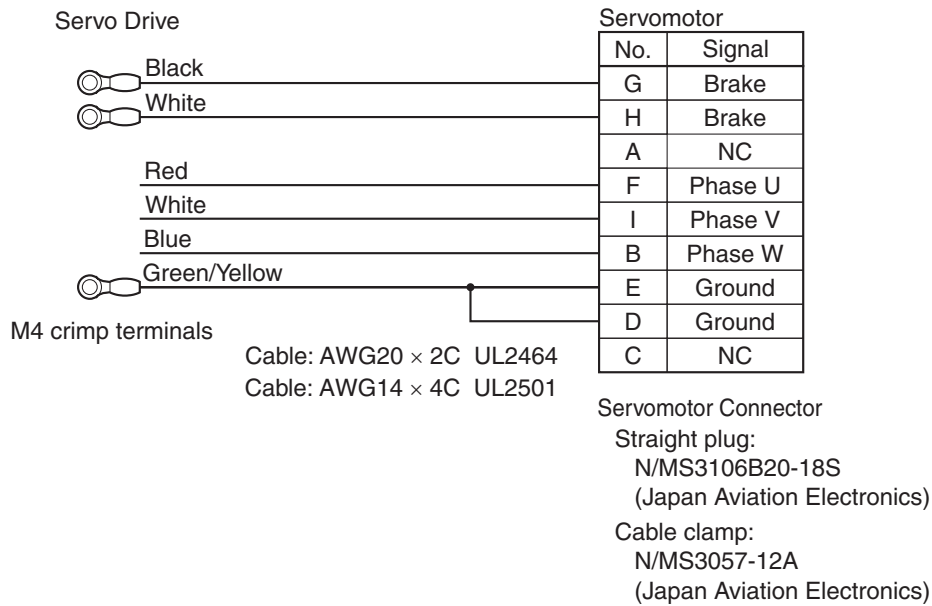 Servo Drive
Servomotor
No. Signal
Black
G Brake
White
H Brake
A NC
Red
F Phase U
White
I Phase V
Blue
B Phase W
Green/Yellow
E Ground
D Ground
M4 crimp terminals
C NC
Cable: AWG20 × 2C UL2464
Cable: AWG14 × 4C UL2501
Servomotor Connector
Straight plug:
N/MS3106B20-18S
(Japan Aviation Electronics)
Cable clamp:
N/MS3057-12A
(Japan Aviation Electronics)